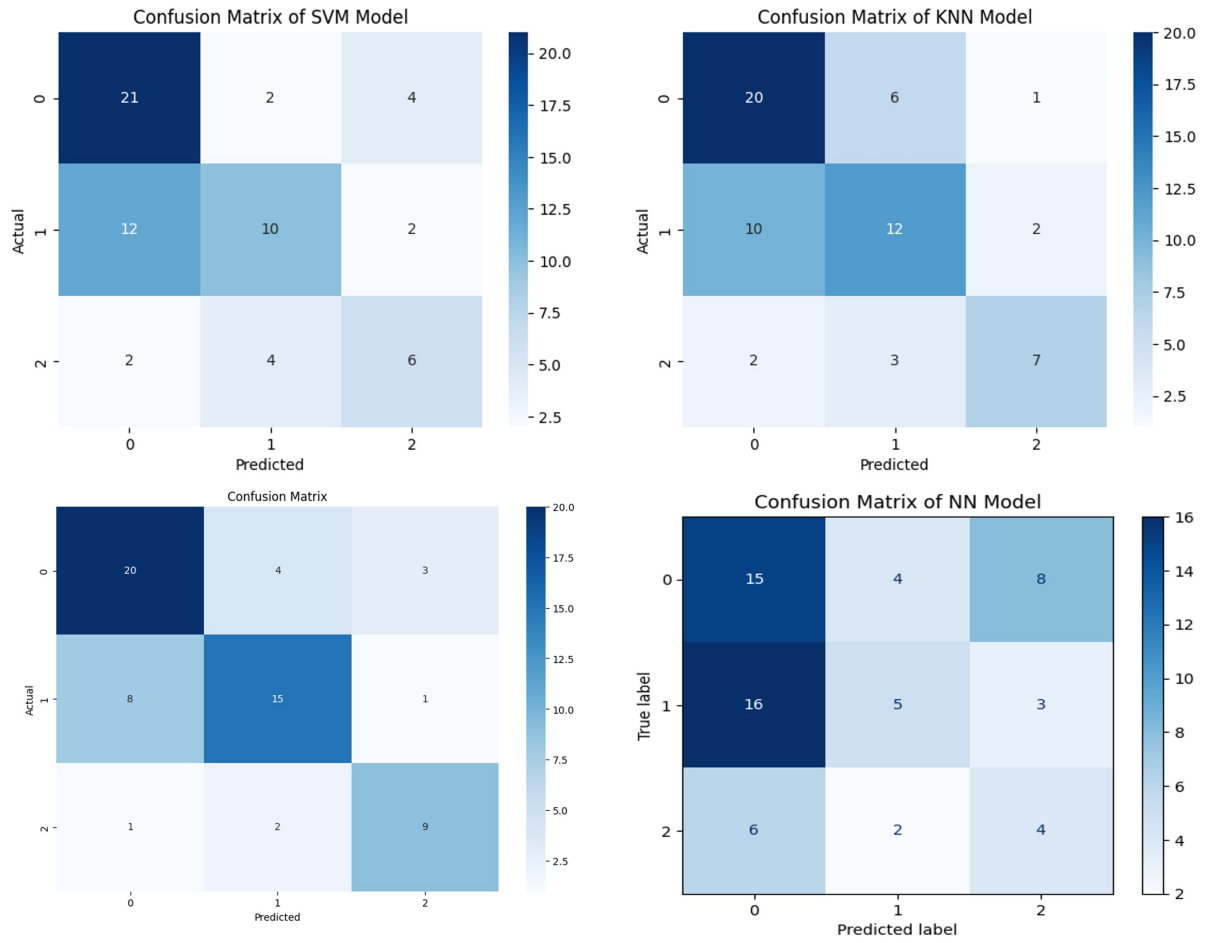 Confusion Matrix of SVM Model
21 2 4
12 10 2
2 4 6
0
1
2
Actual
0 1 2
Predicted
20.0
17.5
15.0
12.5
10.0
7.5
5.0
2.5
Confusion Matrix of KNN Model
20 6 1
10 12 2
2 3 7
0
1
2
Actual
0 1 2
Predicted
20.0
17.5
15.0
12.5
10.0
7.5
5.0
2.5
Confusion Matrix
20 4 3
8 15 1
1 2 9
0
1
2
Actual
0 1 2
Predicted
20.0
17.5
15.0
12.5
10.0
7.5
5.0
2.5
Confusion Matrix of NN Model
15 4 8
16 5 3
6 2 4
0
1
2
True label
0 1 2
Predicted label
16
14
12
10
8
6
4
2